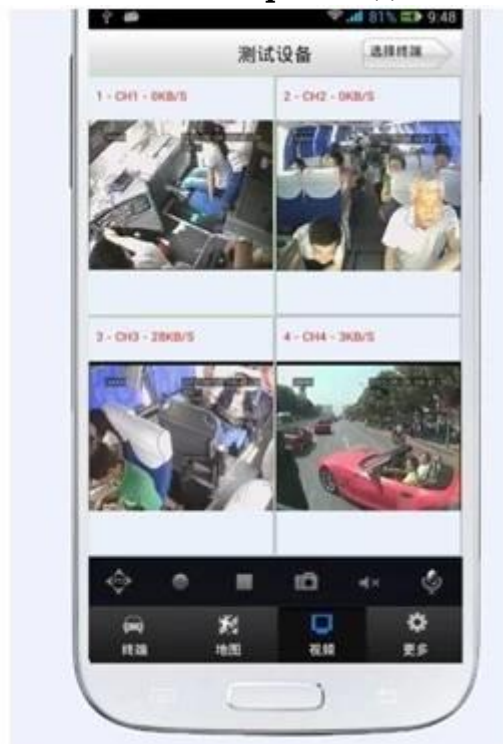 81% 9:48
测试设备 选择终端
1 - CH1 - 0KB/S
2 - CH2 - 0KB/S
3 - CH3 - 28KB/S
4 - CH4 - 3KB/S
终端 地图 视频 更多